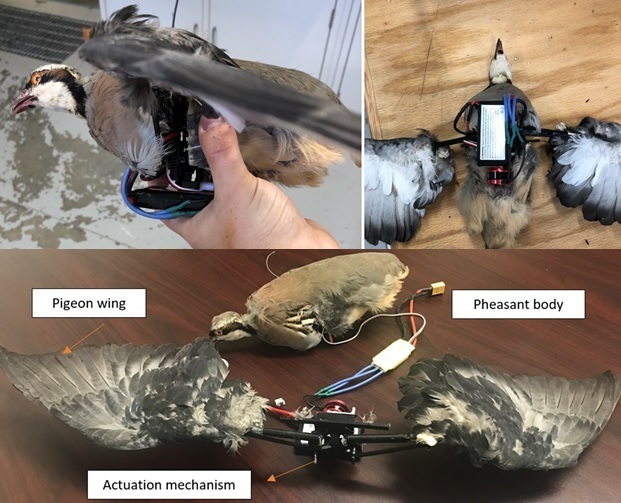 Pigeon wing
Pheasant body
Actuation mechanism